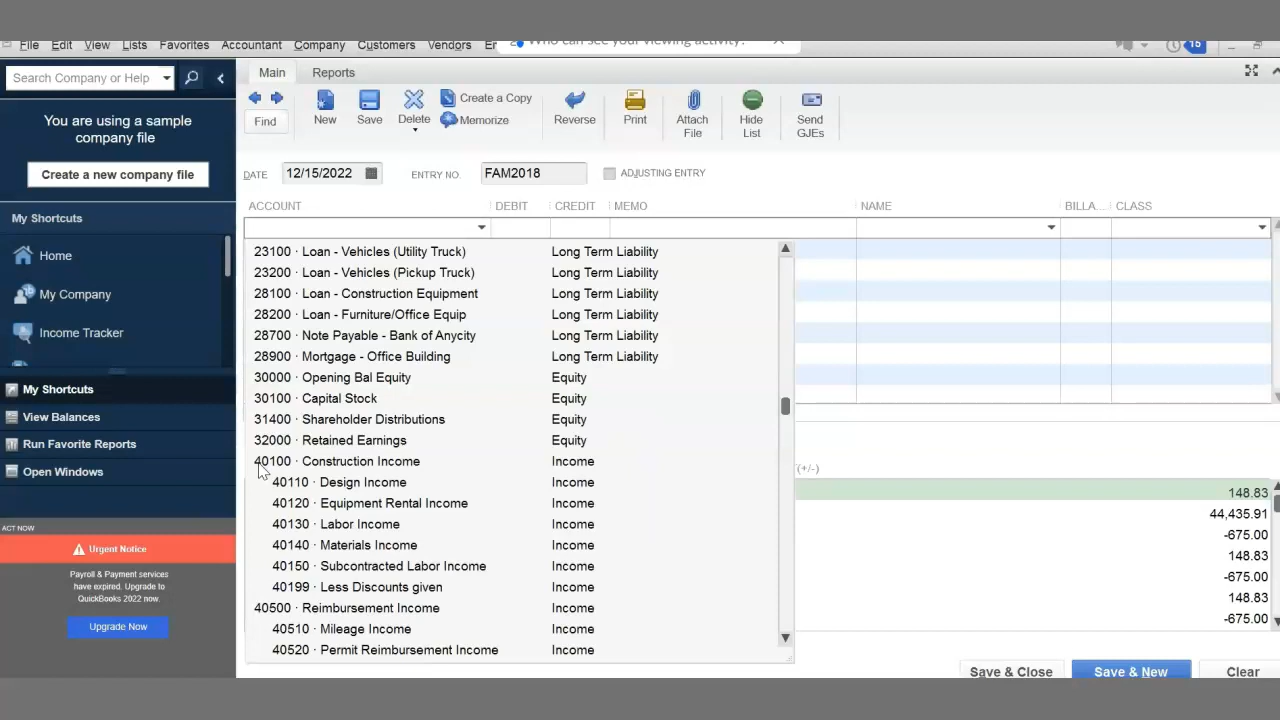 File Edit View Lists Favorites Accountant Company Customers Vendors
Who can see your viewing activity?
15
Search Company or Help
You are using a sample
company file
Create a new company file
My Shortcuts
Home
My Company
Income Tracker
My Shortcuts
View Balances
Run Favorite Reports
Open Windows
ACT NOW
Urgent Notice
Payroll & Payment services
have expired. Upgrade to
QuickBooks 2022 now.
Upgrade Now
Main Reports
Find
New
Save
Delete
Create a Copy
Memorize
Reverse
Print
Attach
File
Hide
List
Send
GJEs
DATE 12/15/2022 ENTRY NO. FAM2018 ADJUSTING ENTRY
ACCOUNT DEBIT CREDIT MEMO NAME BILLA... CLASS
23100 · Loan - Vehicles (Utility Truck) Long Term Liability
23200 · Loan - Vehicles (Pickup Truck) Long Term Liability
28100 · Loan - Construction Equipment Long Term Liability
28200 · Loan - Furniture/Office Equip Long Term Liability
28700 · Note Payable - Bank of Anycity Long Term Liability
28900 · Mortgage - Office Building Long Term Liability
30000 · Opening Bal Equity Equity
30100 · Capital Stock Equity
31400 · Shareholder Distributions Equity
32000 · Retained Earnings Equity
40100 · Construction Income Income
40110 · Design Income Income
40120 · Equipment Rental Income Income
40130 · Labor Income Income
40140 · Materials Income Income
40150 · Subcontracted Labor Income Income
40199 · Less Discounts given Income
40500 · Reimbursement Income Income
40510 · Mileage Income Income
40520 · Permit Reimbursement Income Income
(+/-)
148.83
44,435.91
-675.00
148.83
-675.00
148.83
-675.00
Save & Close Save & New Clear